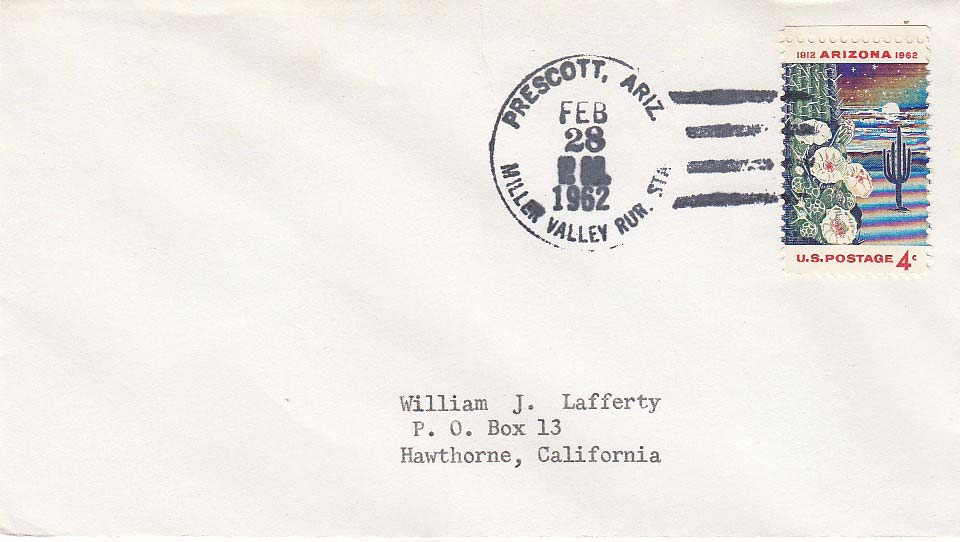 PRESCOTT, ARIZ.
FEB
28
1962
MILLER VALLEY RUR. STA.
1912 ARIZONA 1962
U.S. POSTAGE 4c
William J. Lafferty
P. O. Box 13
Hawthorne, California